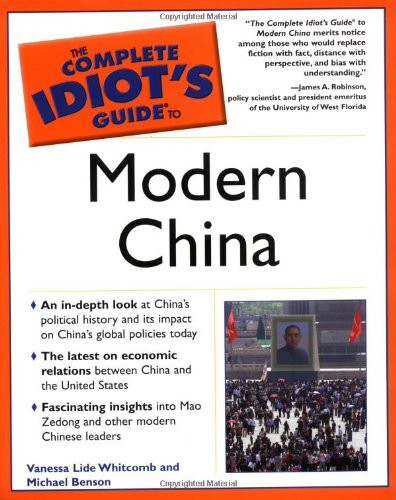 Copyrighted Material
THE
COMPLETE
IDIOT'S
GUIDE® TO
"The Complete Idiot's Guide® to
Modern China merits notice
among those who would replace
fiction with fact, distance with
perspective, and bias with
understanding."
—James A. Robinson,
policy scientist and president emeritus
of the University of West Florida
Modern
China
♦ An in-depth look at China's
political history and its impact
on China's global policies today
♦ The latest on economic
relations between China and
the United States
♦ Fascinating insights into Mao
Zedong and other modern
Chinese leaders
Vanessa Lide Whitcomb and
Michael Benson
Copyrighted Material